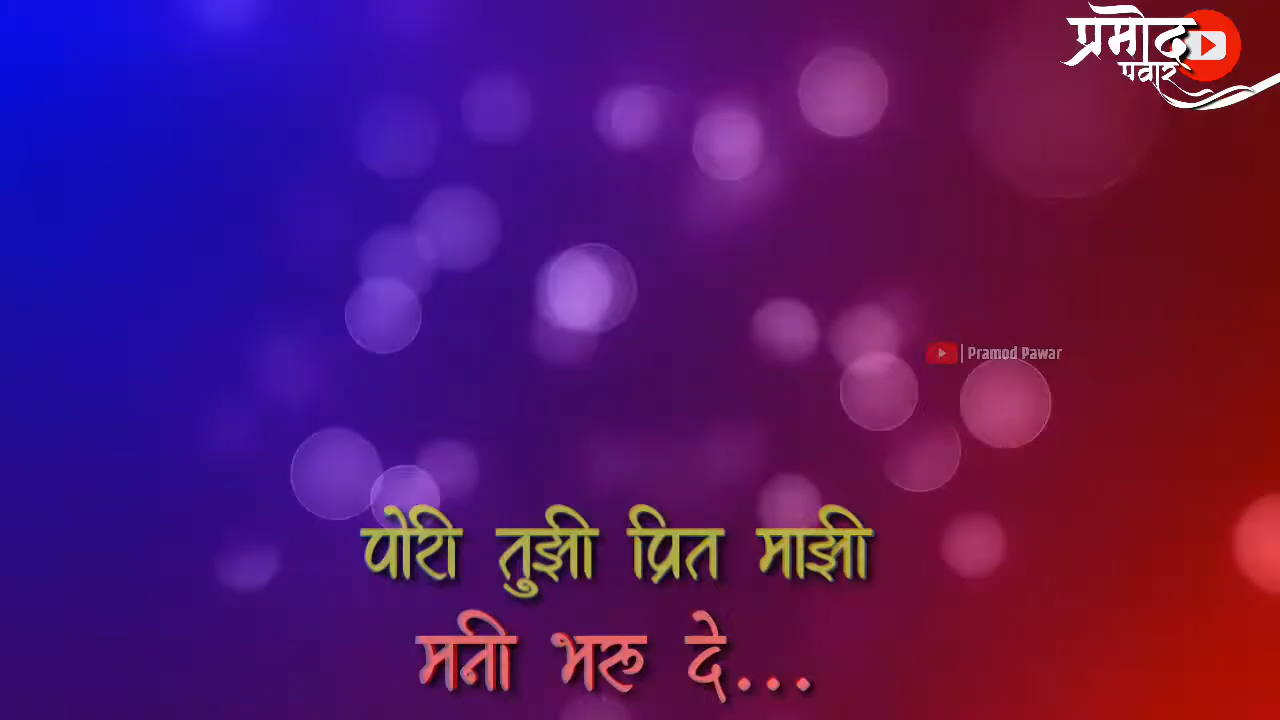 प्रमोद
पवार
| Pramod Pawar
पोरी तुझी प्रित माझी
मनी भरू दे...